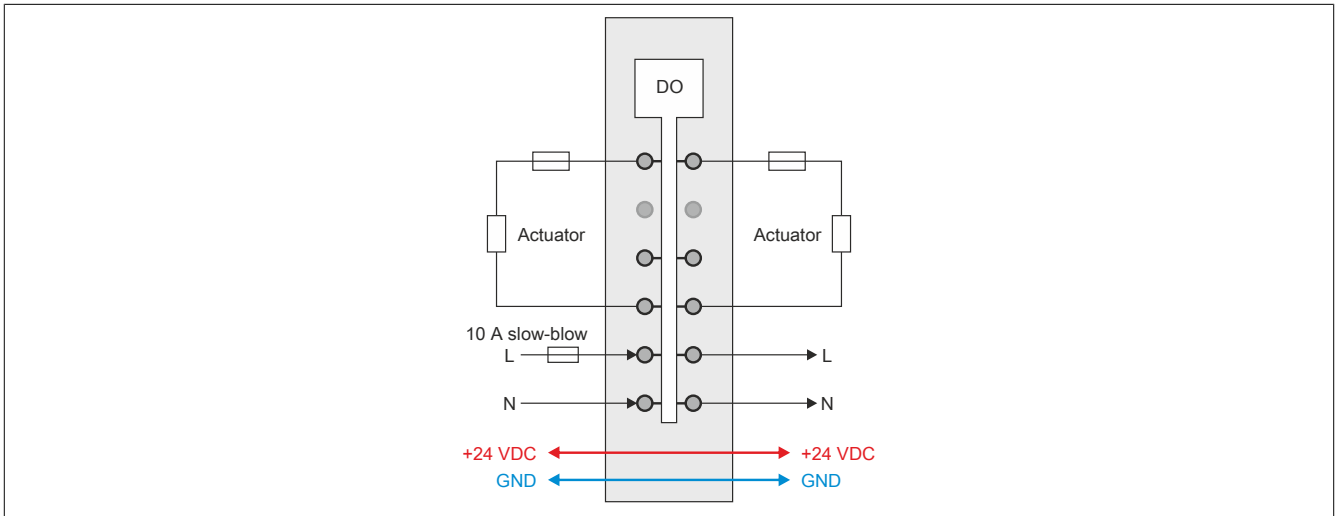 DO
Actuator Actuator
10 A slow-blow
L L
N N
+24 VDC +24 VDC
GND GND